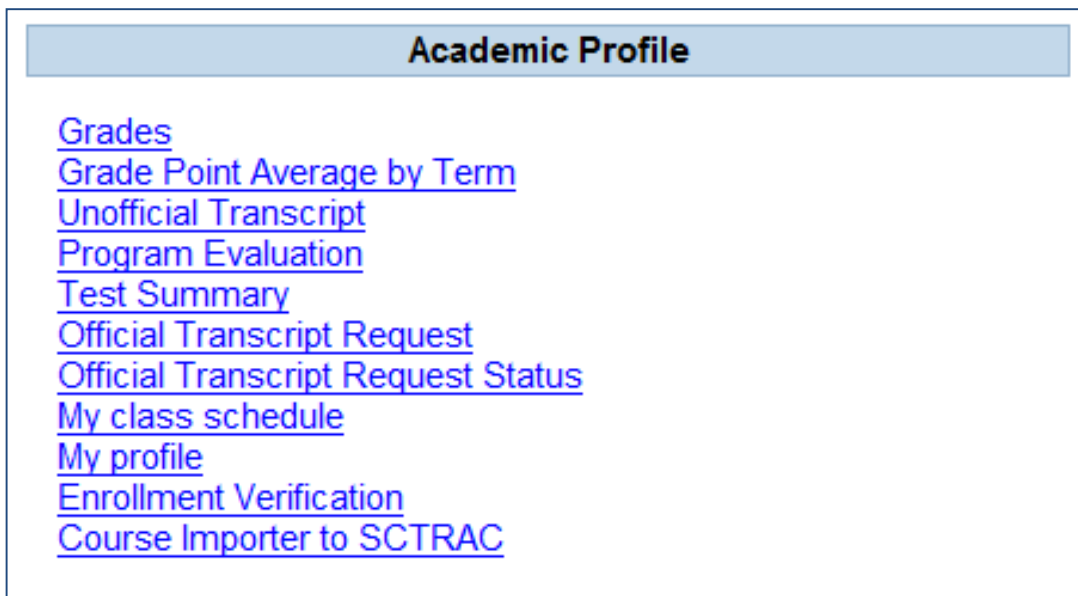 Academic Profile
Grades
Grade Point Average by Term
Unofficial Transcript
Program Evaluation
Test Summary
Official Transcript Request
Official Transcript Request Status
My class schedule
My profile
Enrollment Verification
Course Importer to SCTRAC